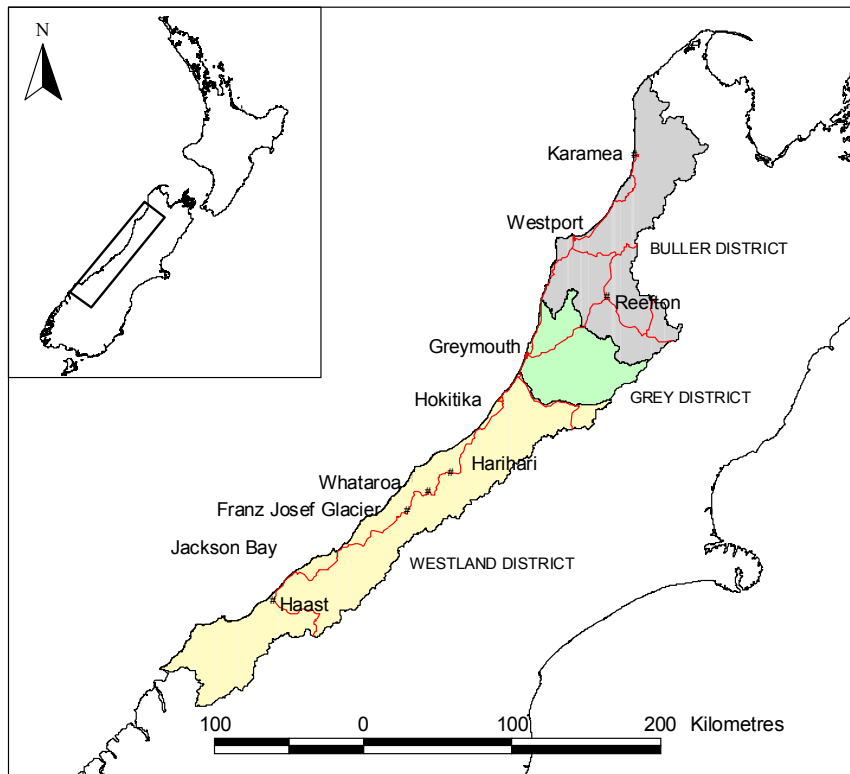 N
Karamea
Westport
BULLER DISTRICT
Reefton
Greymouth
GREY DISTRICT
Hokitika
Harihari
Whataroa
Franz Josef Glacier
Jackson Bay
WESTLAND DISTRICT
Haast
100 0 100 200 Kilometres